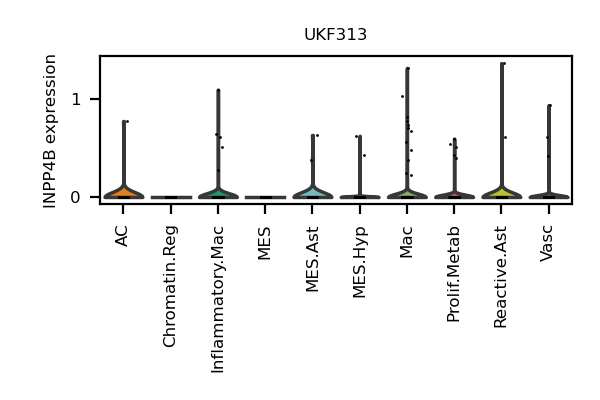 UKF313
INPP4B expression
1
0
AC
Chromatin.Reg
Inflammatory.Mac
MES
MES.Ast
MES.Hyp
Mac
Prolif.Metab
Reactive.Ast
Vasc